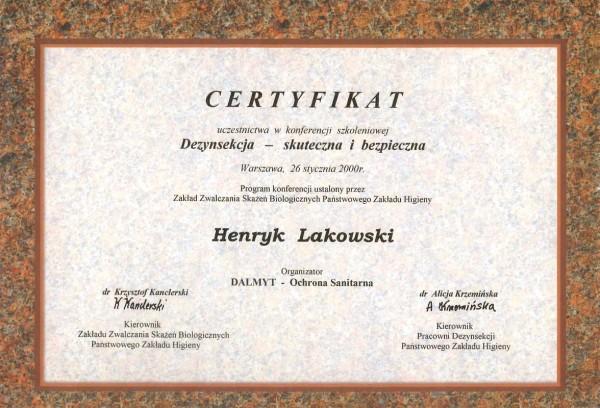 CERTYFIKAT
uczestnictwa w konferencji szkoleniowej
Dezynsekcja – skuteczna i bezpieczna
Warszawa, 26 stycznia 2000r.
Program konferencji ustalony przez
Zakład Zwalczania Skażeń Biologicznych Państwowego Zakładu Higieny
Henryk Lakowski
Organizator
DALMYT - Ochrona Sanitarna
dr Krzysztof Kanclerski
K Kanclerski
Kierownik
Zakładu Zwalczania Skażeń Biologicznych
Państwowego Zakładu Higieny
dr Alicja Krzemińska
A Krzemińska
Kierownik
Pracowni Dezynsekcji
Państwowego Zakładu Higieny